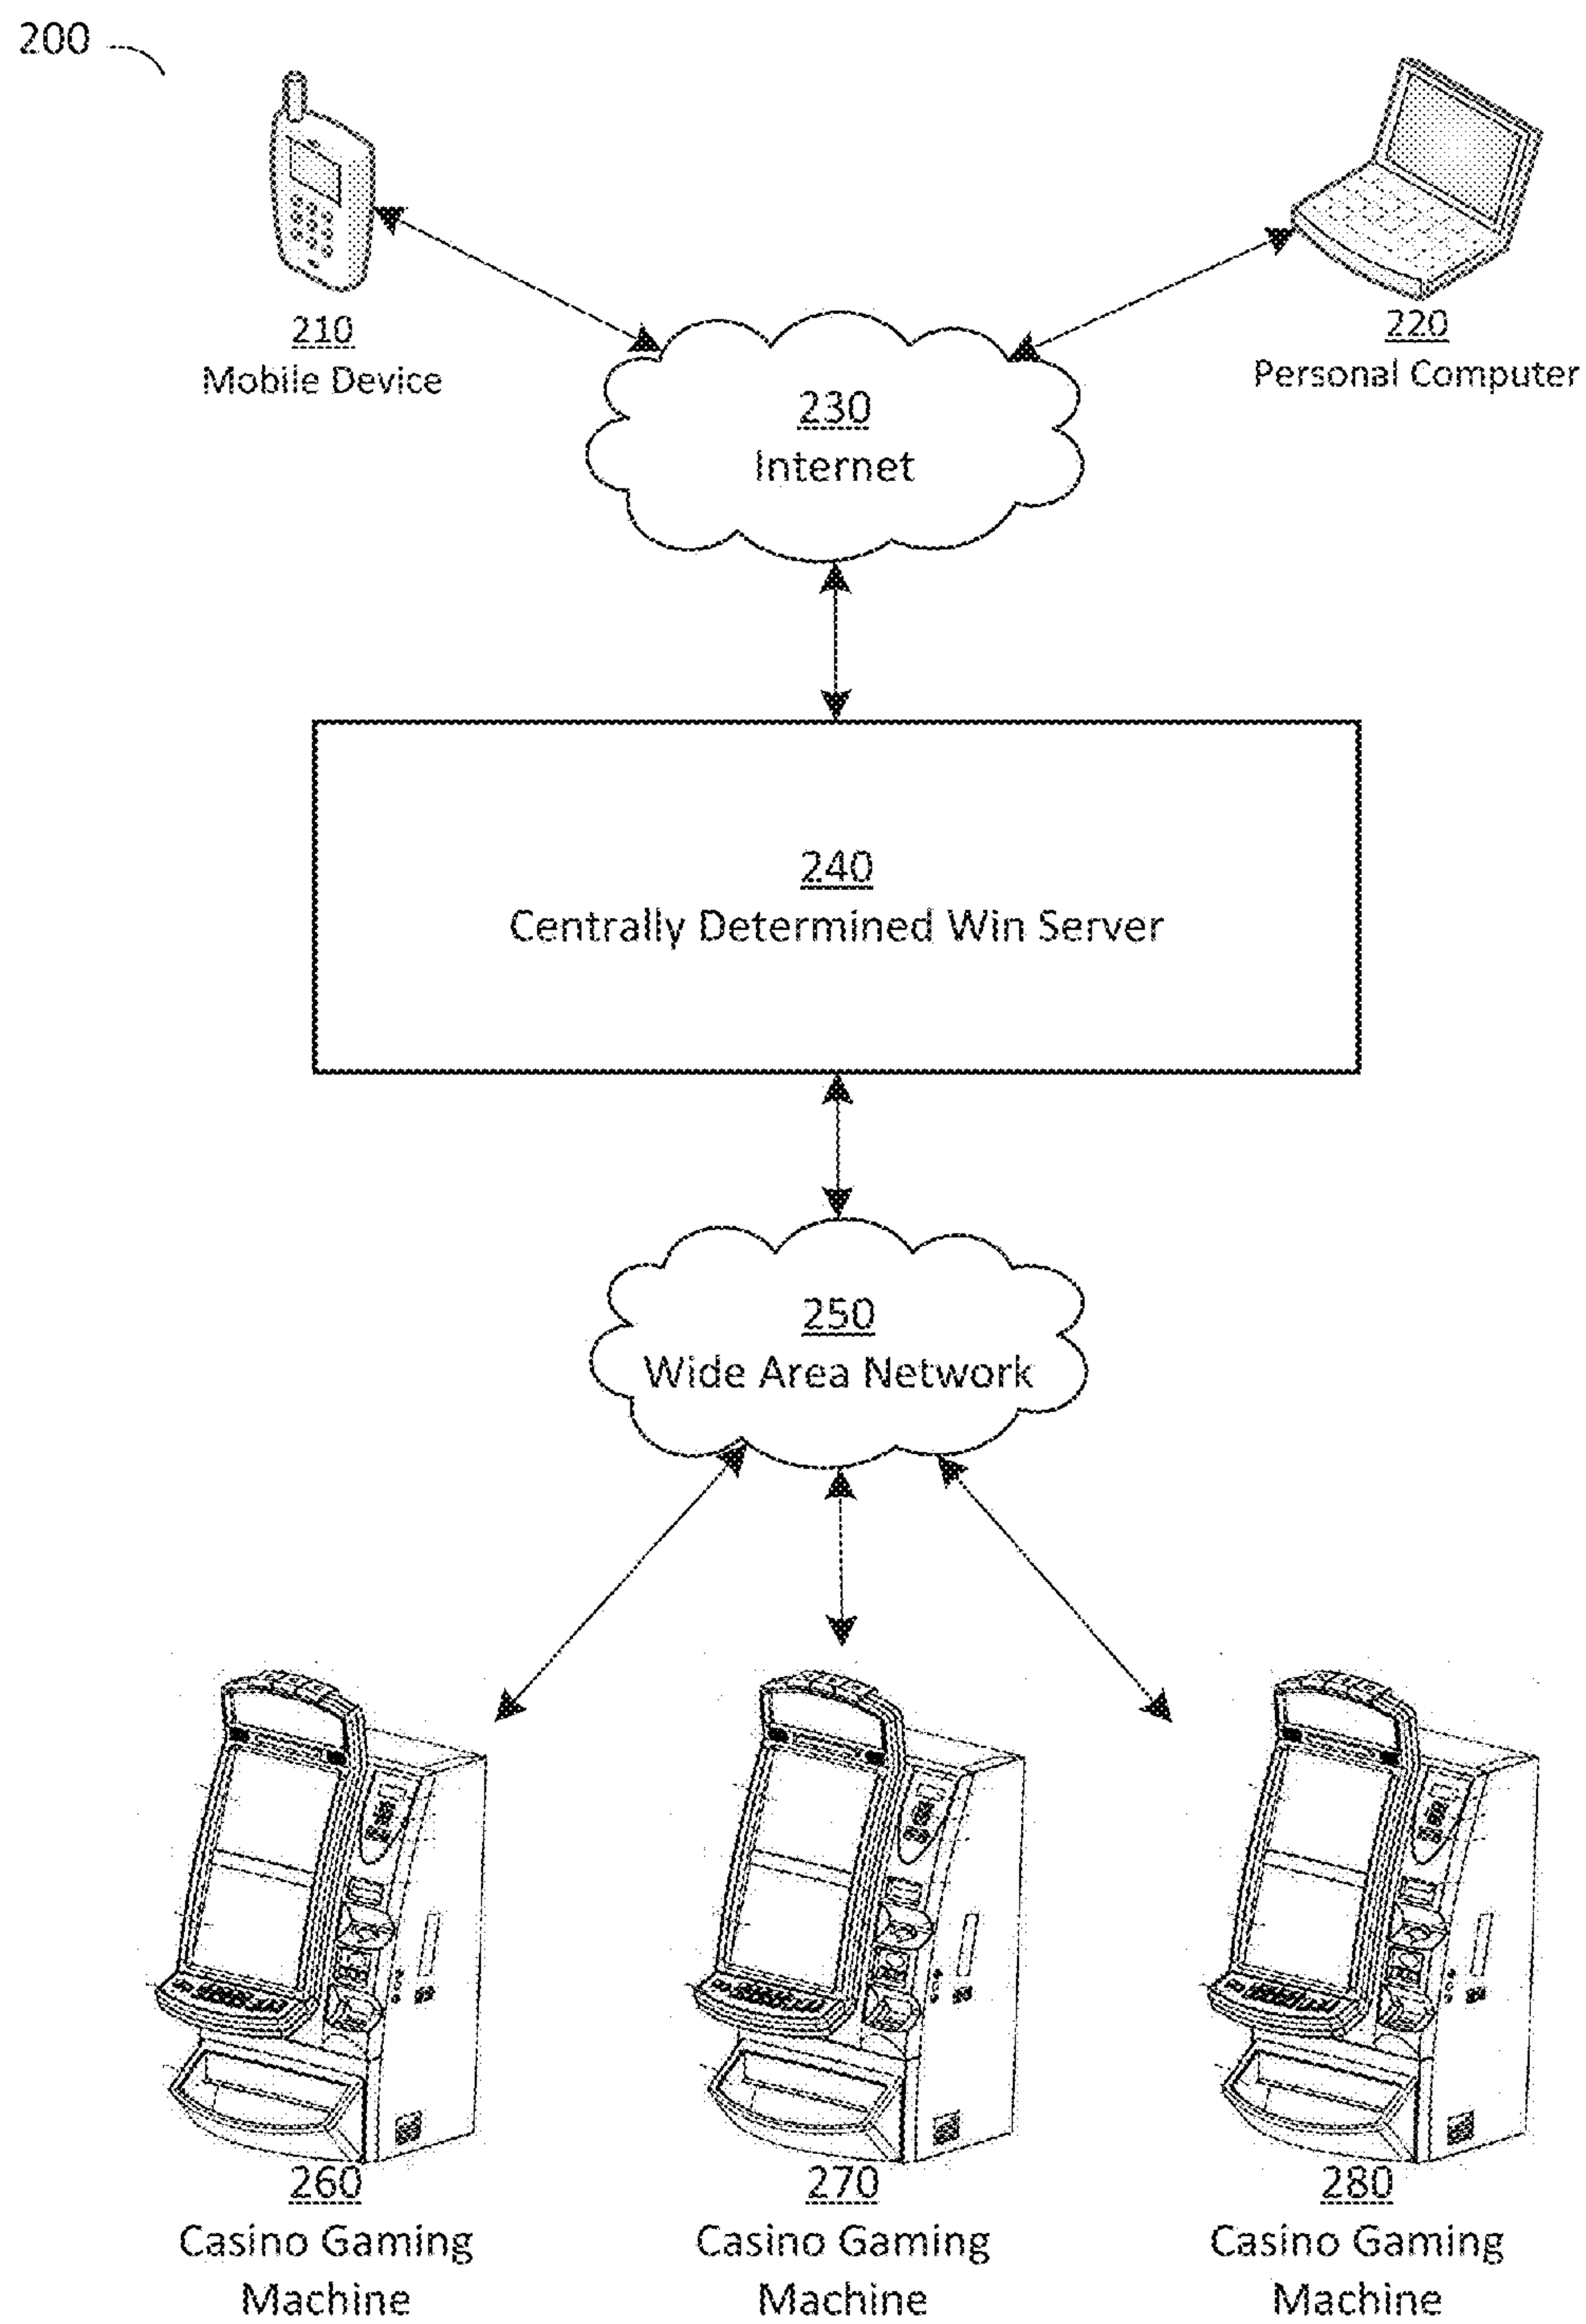 200
210
Mobile Device
220
Personal Computer
230
Internet
240
Centrally Determined Win Server
250
Wide Area Network
260
Casino Gaming
Machine
270
Casino Gaming
Machine
280
Casino Gaming
Machine